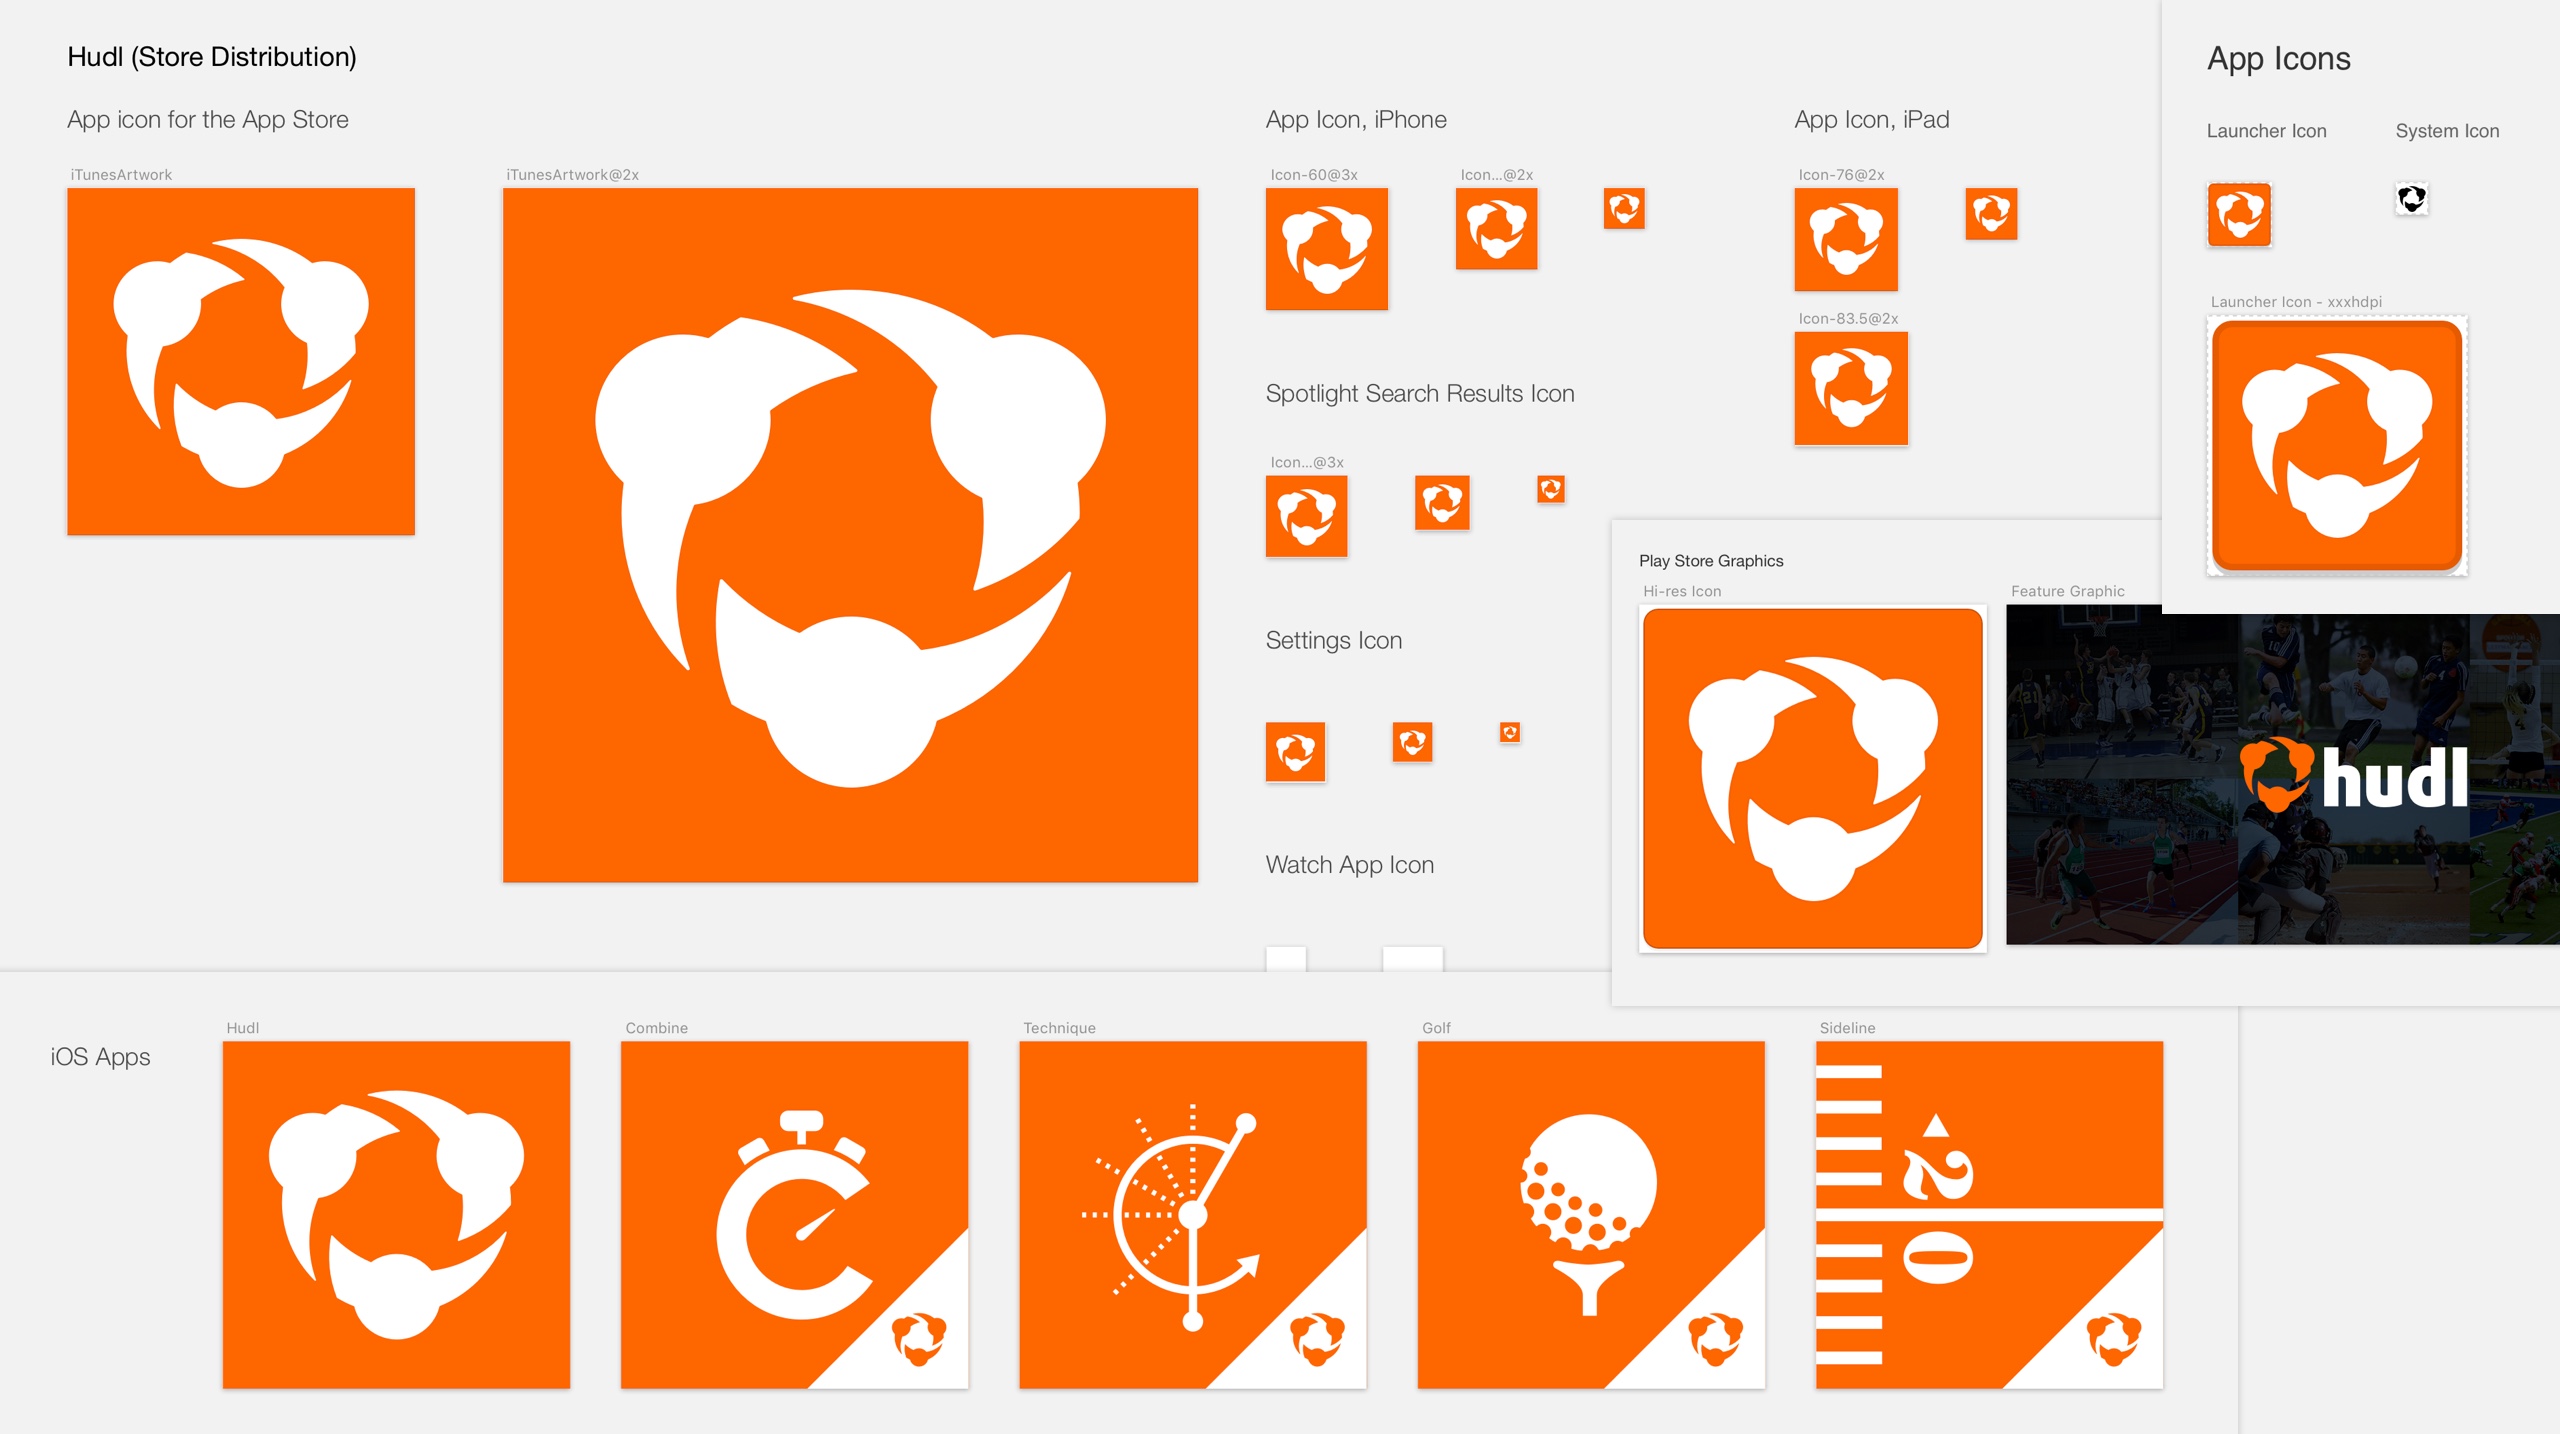 Hudl (Store Distribution)
App icon for the App Store
iTunesArtwork
iTunesArtwork@2x
App Icon, iPhone
Icon-60@3x
Icon...@2x
App Icon, iPad
Icon-76@2x
Icon-83.5@2x
Spotlight Search Results Icon
Icon...@3x
Settings Icon
Watch App Icon
App Icons
Launcher Icon
System Icon
Launcher Icon - xxxhdpi
Play Store Graphics
Hi-res Icon
Feature Graphic
hudl
iOS Apps
Hudl
Combine
Technique
Golf
Sideline
2
0